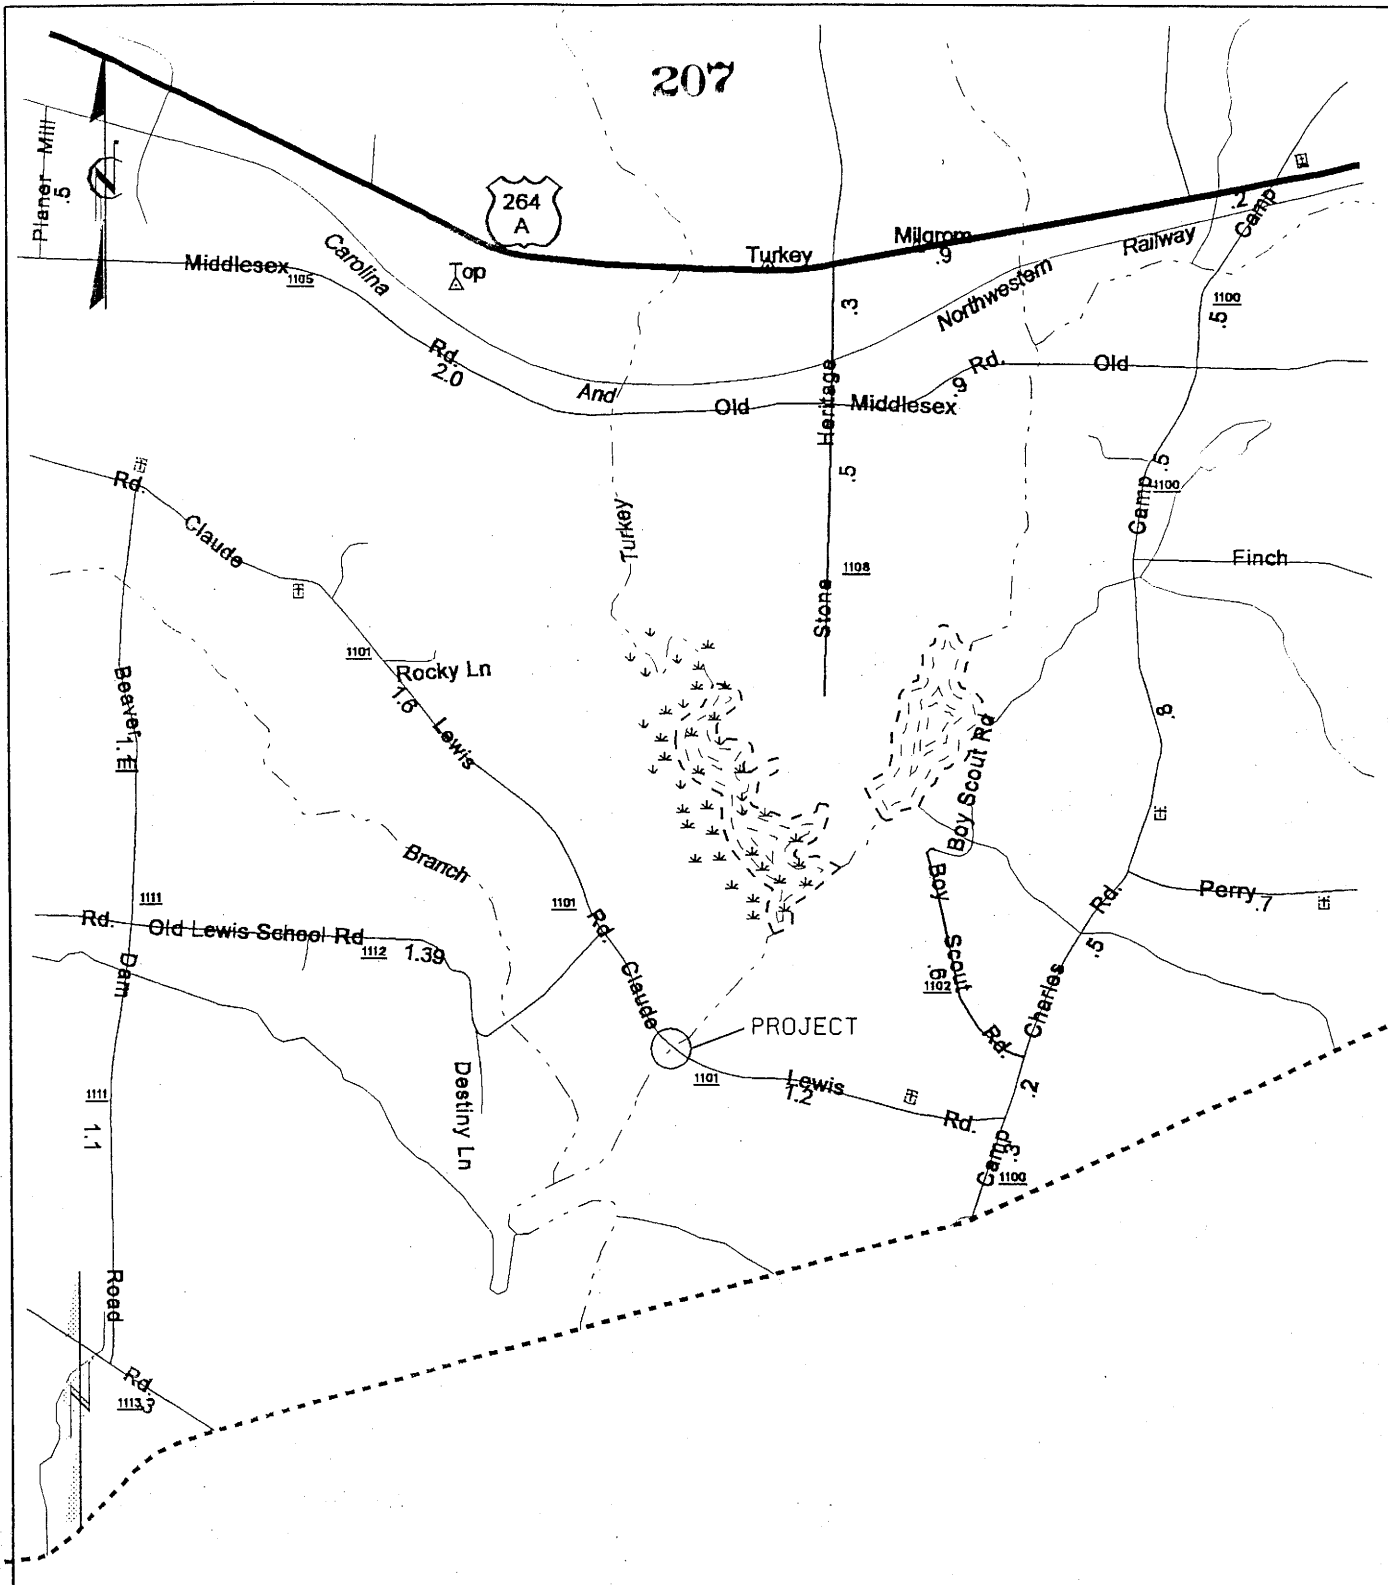 207
Planer Mill
.5
264
A
Carolina
Top
Turkey
Milgrom
.9
Railway
.2
Camp
Middlesex
1105
Northwestern
.3
1100
.5
Rd.
2.0
And
Old
Heritage
Middlesex
.9
Rd.
Old
.5
Camp
.5
1100
Rd.
Claude
Turkey
1108
Stone
Finch
1101
Rocky Ln
1.6
Lewis
Beaver
1.1
.8
Boy Scout Rd
Branch
1111
1101
Rd.
Old Lewis School Rd
1112
1.39
Rd.
Dam
Boy Scout Rd.
.9
1102
Rd.
Perry
.7
.5
Charles
Claude
PROJECT
1101
Lewis
1.2
Rd.
.2
Camp
.3
1100
Destiny Ln
1111
1.1
Road
Rd.
1113
.3